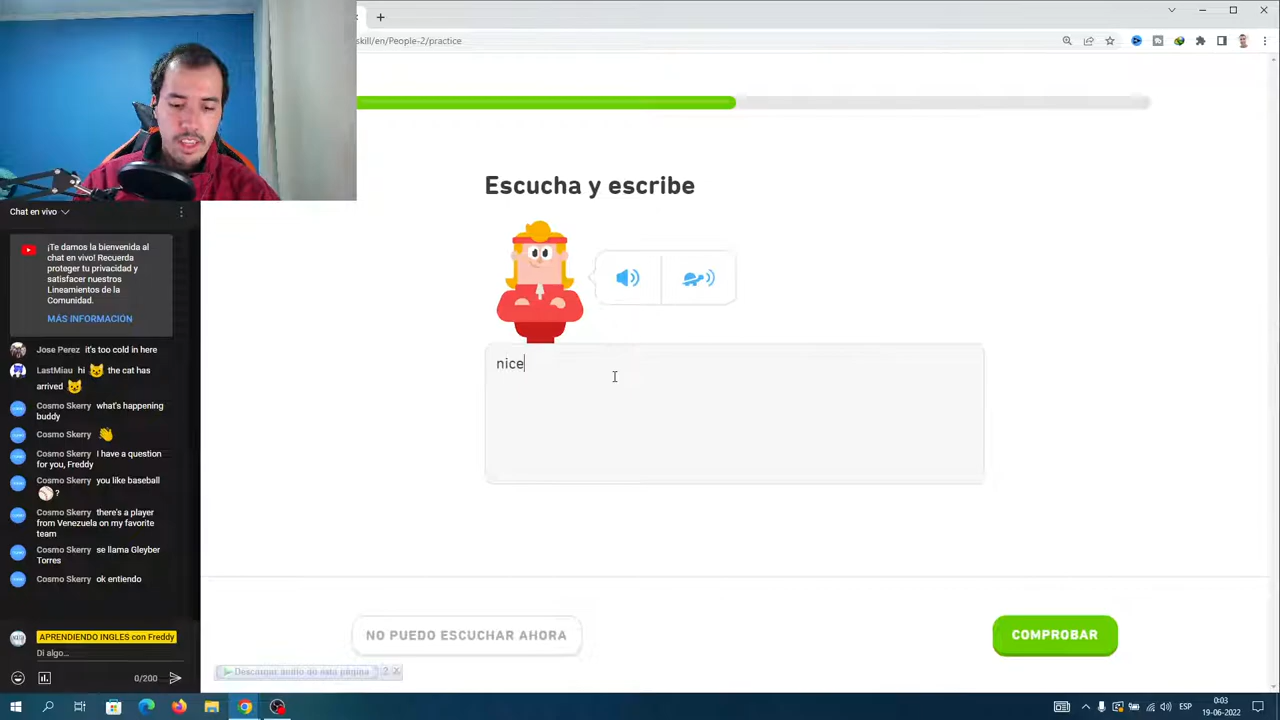 skill/en/People-2/practice
Escucha y escribe
nice
NO PUEDO ESCUCHAR AHORA
COMPROBAR
Descargar audio de esta página
?
Chat en vivo
¡Te damos la bienvenida al
chat en vivo! Recuerda
proteger tu privacidad y
satisfacer nuestros
Lineamientos de la
Comunidad.
MÁS INFORMACIÓN
Jose Perez it's too cold in here
LastMiau hi 😺 the cat has
arrived 😺
Cosmo Skerry what's happening
buddy
Cosmo Skerry 👋
Cosmo Skerry I have a question
for you, Freddy
Cosmo Skerry you like baseball
⚾ ?
Cosmo Skerry there's a player
from Venezuela on my favorite
team
Cosmo Skerry se llama Gleyber
Torres
Cosmo Skerry ok entiendo
APRENDIENDO INGLES con Freddy
Di algo...
0/200
ESP
0:03
19-06-2022